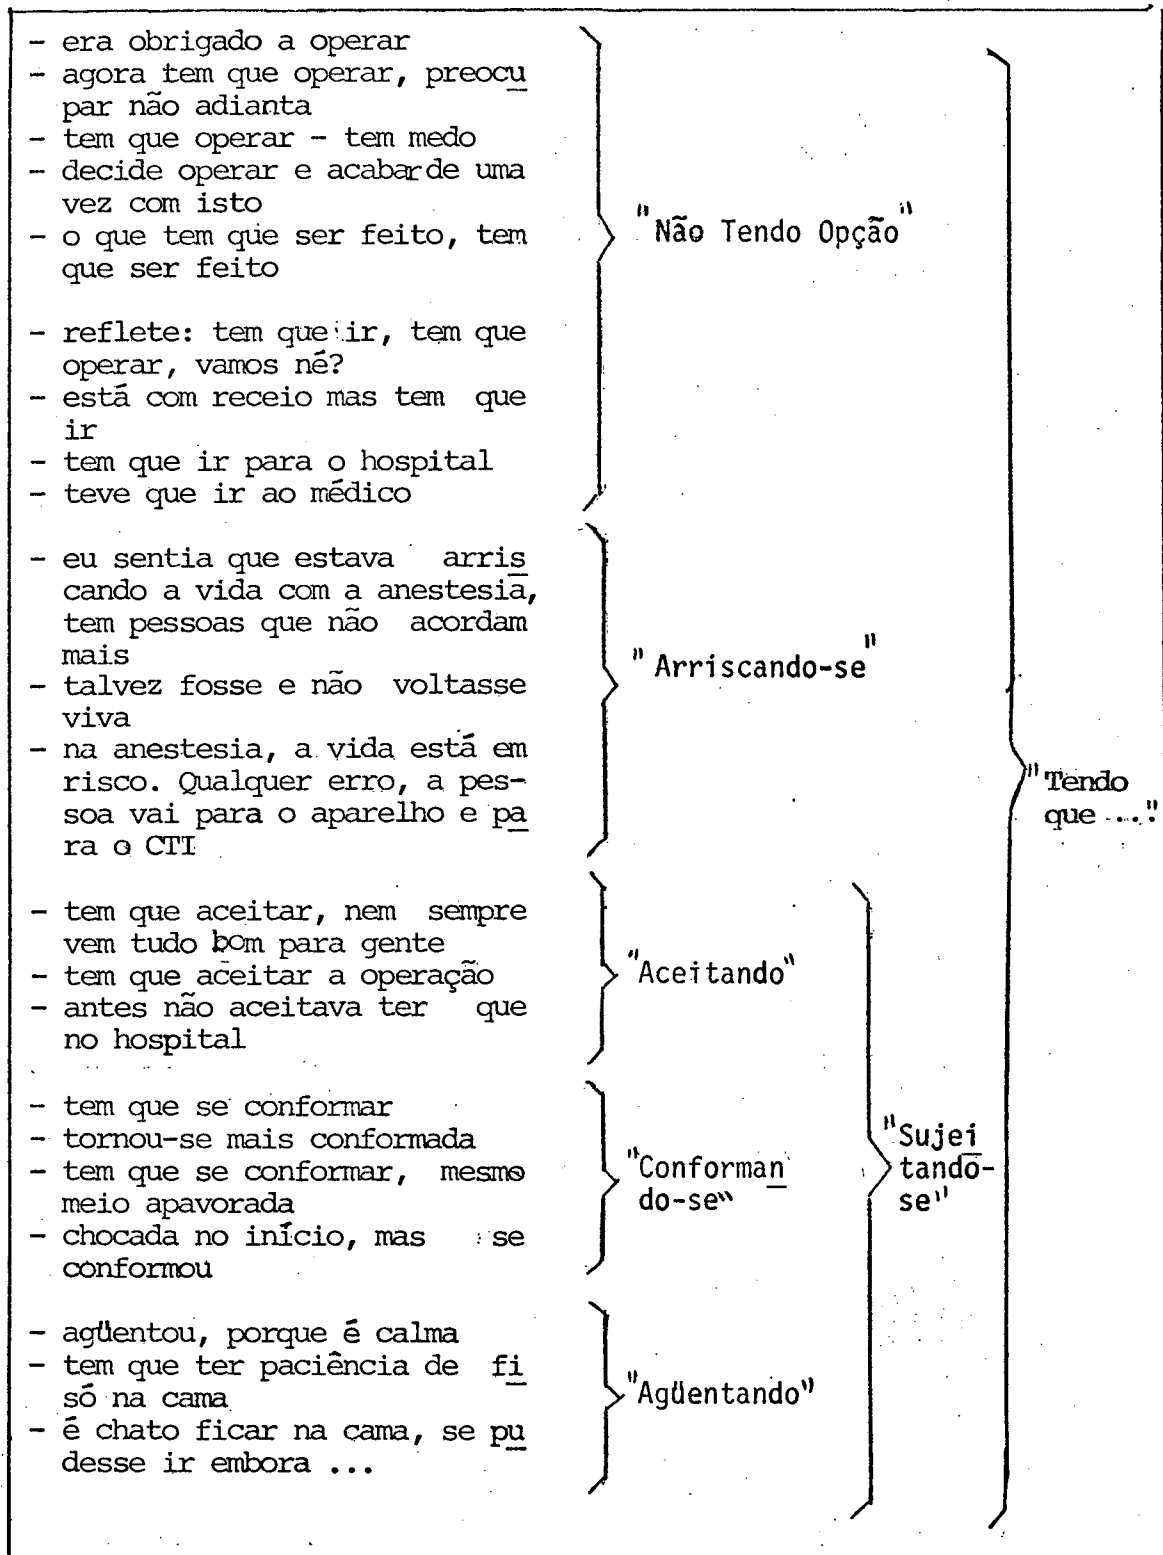 - era obrigado a operar
- agora tem que operar, preocu
par não adianta
- tem que operar - tem medo
- decide operar e acabar de uma
vez com isto
- o que tem que ser feito, tem
que ser feito
"Não Tendo Opção"
- reflete: tem que ir, tem que
operar, vamos né?
- está com receio mas tem que
ir
- tem que ir para o hospital
- teve que ir ao médico
- eu sentia que estava arris
cando a vida com a anestesia,
tem pessoas que não acordam
mais
- talvez fosse e não voltasse
viva
- na anestesia, a vida está em
risco. Qualquer erro, a pes-
soa vai para o aparelho e pa
ra o CTI
"Arriscando-se"
- tem que aceitar, nem sempre
vem tudo bom para gente
- tem que aceitar a operação
- antes não aceitava ter que
no hospital
"Aceitando"
- tem que se conformar
- tornou-se mais conformada
- tem que se conformar, mesmo
meio apavorada
- chocada no início, mas se
conformou
"Conforman
do-se"
- agüentou, porque é calma
- tem que ter paciência de fi
só na cama
- é chato ficar na cama, se pu
desse ir embora ...
"Agüentando"
"Sujei
tando-
se"
"Tendo
que ..."